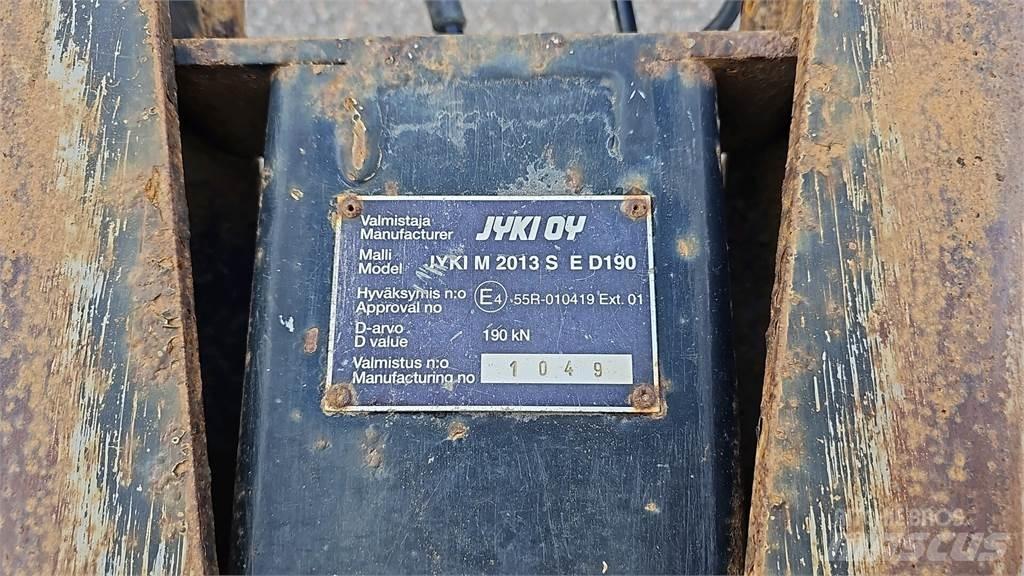 Valmistaja
Manufacturer JYKI OY
Malli
Model JYKI M 2013 S E D190
Hyväksymis n:o
Approval no E4 -55R-010419 Ext. 01
D-arvo
D value 190 kN
Valmistus n:o
Manufacturing no 1049